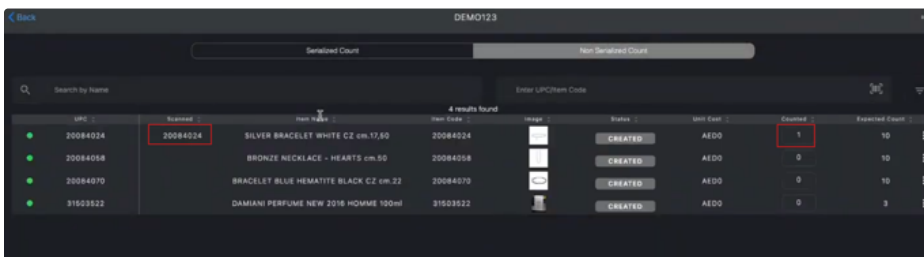 Back DEMO123
Serialized Count Non Serialized Count
Search by Name Enter UPC/Item Code
4 results found
UPC Scanned Item Name Item Code Image Status Unit Cost Counted Expected Count
20084024 20084024 SILVER BRACELET WHITE CZ cm.17,50 20084024 CREATED AED0 1 10
20084058 BRONZE NECKLACE - HEARTS cm.50 20084058 CREATED AED0 0 10
20084070 BRACELET BLUE HEMATITE BLACK CZ cm.22 20084070 CREATED AED0 0 10
31503522 DAMIANI PERFUME NEW 2016 HOMME 100ml 31503522 CREATED AED0 0 3